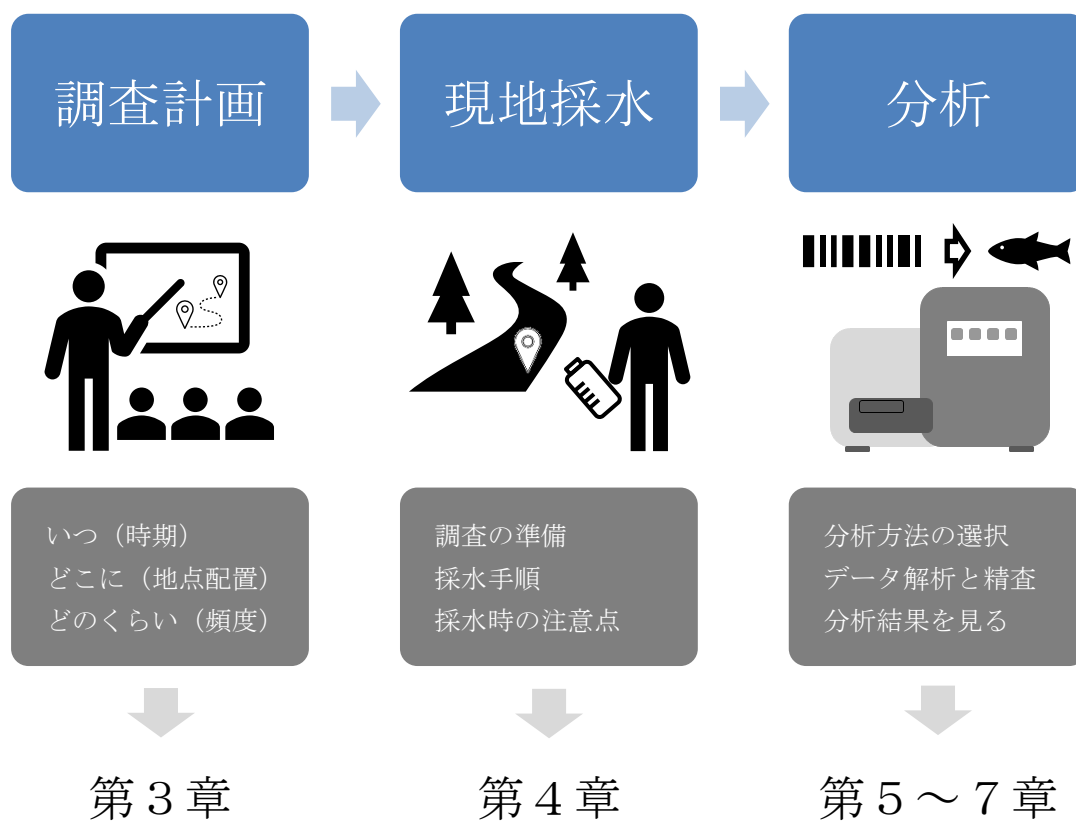 調査計画
現地採水
分析
いつ（時期）
どこに（地点配置）
どのくらい（頻度）
調査の準備
採水手順
採水時の注意点
分析方法の選択
データ解析と精査
分析結果を見る
第３章
第４章
第５～７章